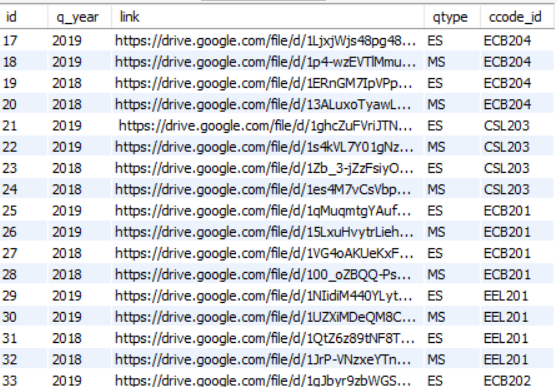 id q_year link qtype ccode_id
17 2019 https://drive.google.com/file/d/1LjxjWjs48pg48... ES ECB204
18 2019 https://drive.google.com/file/d/1p4-wzEVTlMmu... MS ECB204
19 2018 https://drive.google.com/file/d/1ERnGM7IpVPp... ES ECB204
20 2018 https://drive.google.com/file/d/13ALuxoTyawL... MS ECB204
21 2019 https://drive.google.com/file/d/1ghcZuFVriJTN... ES CSL203
22 2019 https://drive.google.com/file/d/1s4kVL7Y01gNz... MS CSL203
23 2018 https://drive.google.com/file/d/1Zb_3-jZzFsiyO... ES CSL203
24 2018 https://drive.google.com/file/d/1es4M7vCsVbp... MS CSL203
25 2019 https://drive.google.com/file/d/1qMuqmtgYAuf... ES ECB201
26 2019 https://drive.google.com/file/d/15LxuHvytrLieh... MS ECB201
27 2018 https://drive.google.com/file/d/1VG4oAKUeKxF... ES ECB201
28 2018 https://drive.google.com/file/d/100_oZBQQ-Ps... MS ECB201
29 2019 https://drive.google.com/file/d/1NIidiM440YLyt... ES EEL201
30 2019 https://drive.google.com/file/d/1UZXiMDeQM8C... MS EEL201
31 2018 https://drive.google.com/file/d/1QtZ6z89tNF8T... ES EEL201
32 2018 https://drive.google.com/file/d/1JrP-VNzxeYTn... MS EEL201
33 2019 https://drive.google.com/file/d/1gJbyr9zbWGS... ES ECB202